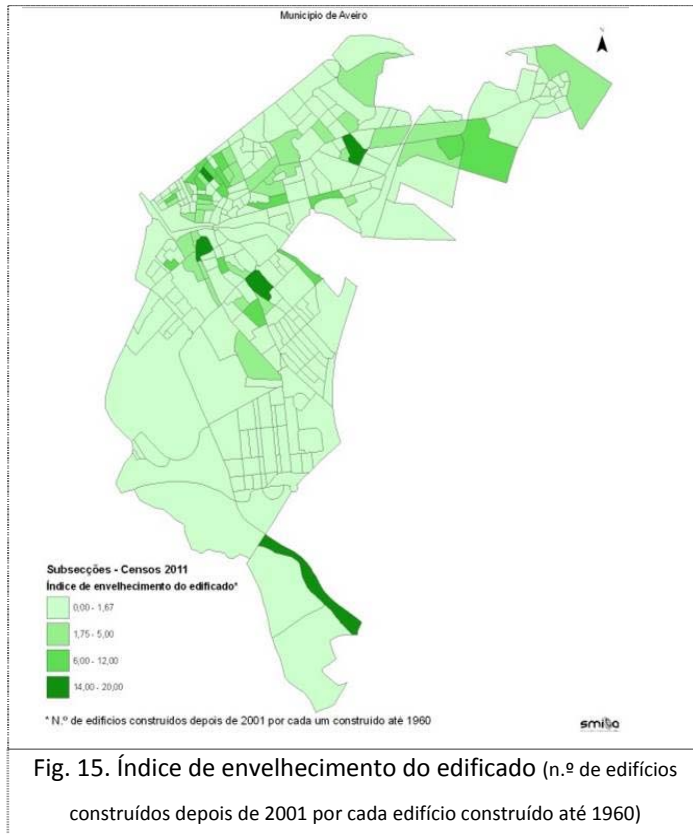 Município de Aveiro
N
Subsecções - Censos 2011
Índice de envelhecimento do edificado*
0,00 - 1,67
1,75 - 5,00
6,00 - 12,00
14,00 - 20,00
* N.º de edifícios construídos depois de 2001 por cada um construido até 1960
Fig. 15. Índice de envelhecimento do edificado (n.º de edifícios
construídos depois de 2001 por cada edifício construído até 1960)